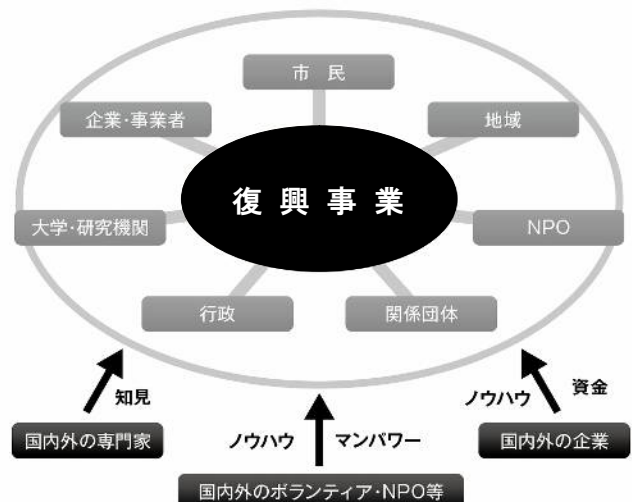 市 民
企業・事業者
地域
復 興 事 業
大学・研究機関
NPO
行政
関係団体
知見
ノウハウ
資金
国内外の専門家
ノウハウ
マンパワー
国内外の企業
国内外のボランティア・NPO等